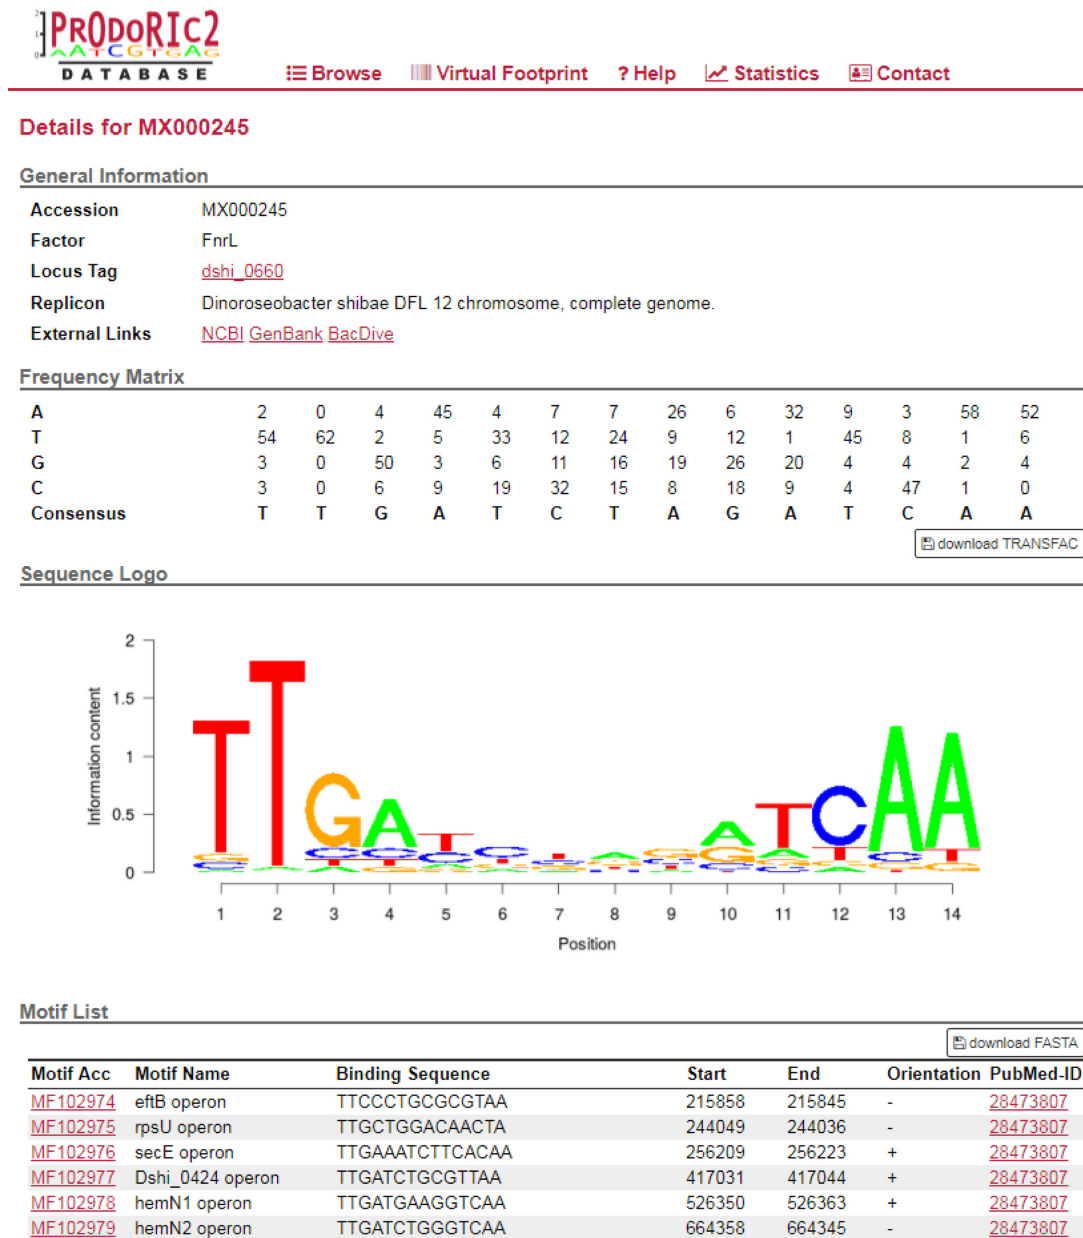 PRODORIC2
DATABASE
Browse Virtual Footprint ? Help Statistics Contact
Details for MX000245
General Information
Accession MX000245
Factor FnrL
Locus Tag dshi_0660
Replicon Dinoroseobacter shibae DFL 12 chromosome, complete genome.
External Links NCBI GenBank BacDive
Frequency Matrix
A 2 0 4 45 4 7 7 26 6 32 9 3 58 52
T 54 62 2 5 33 12 24 9 12 1 45 8 1 6
G 3 0 50 3 6 11 16 19 26 20 4 4 2 4
C 3 0 6 9 19 32 15 8 18 9 4 47 1 0
Consensus T T G A T C T A G A T C A A
download TRANSFAC
Sequence Logo
2
1.5
1
0.5
0
Information content
1 2 3 4 5 6 7 8 9 10 11 12 13 14
Position
Motif List
download FASTA
Motif Acc Motif Name Binding Sequence Start End Orientation PubMed-ID
MF102974 eftB operon TTCCCTGCGCGTAA 215858 215845 - 28473807
MF102975 rpsU operon TTGCTGGACAACTA 244049 244036 - 28473807
MF102976 secE operon TTGAAATCTTCACAA 256209 256223 + 28473807
MF102977 Dshi_0424 operon TTGATCTGCGTTAA 417031 417044 + 28473807
MF102978 hemN1 operon TTGATGAAGGTCAA 526350 526363 + 28473807
MF102979 hemN2 operon TTGATCTGGGTCAA 664358 664345 - 28473807